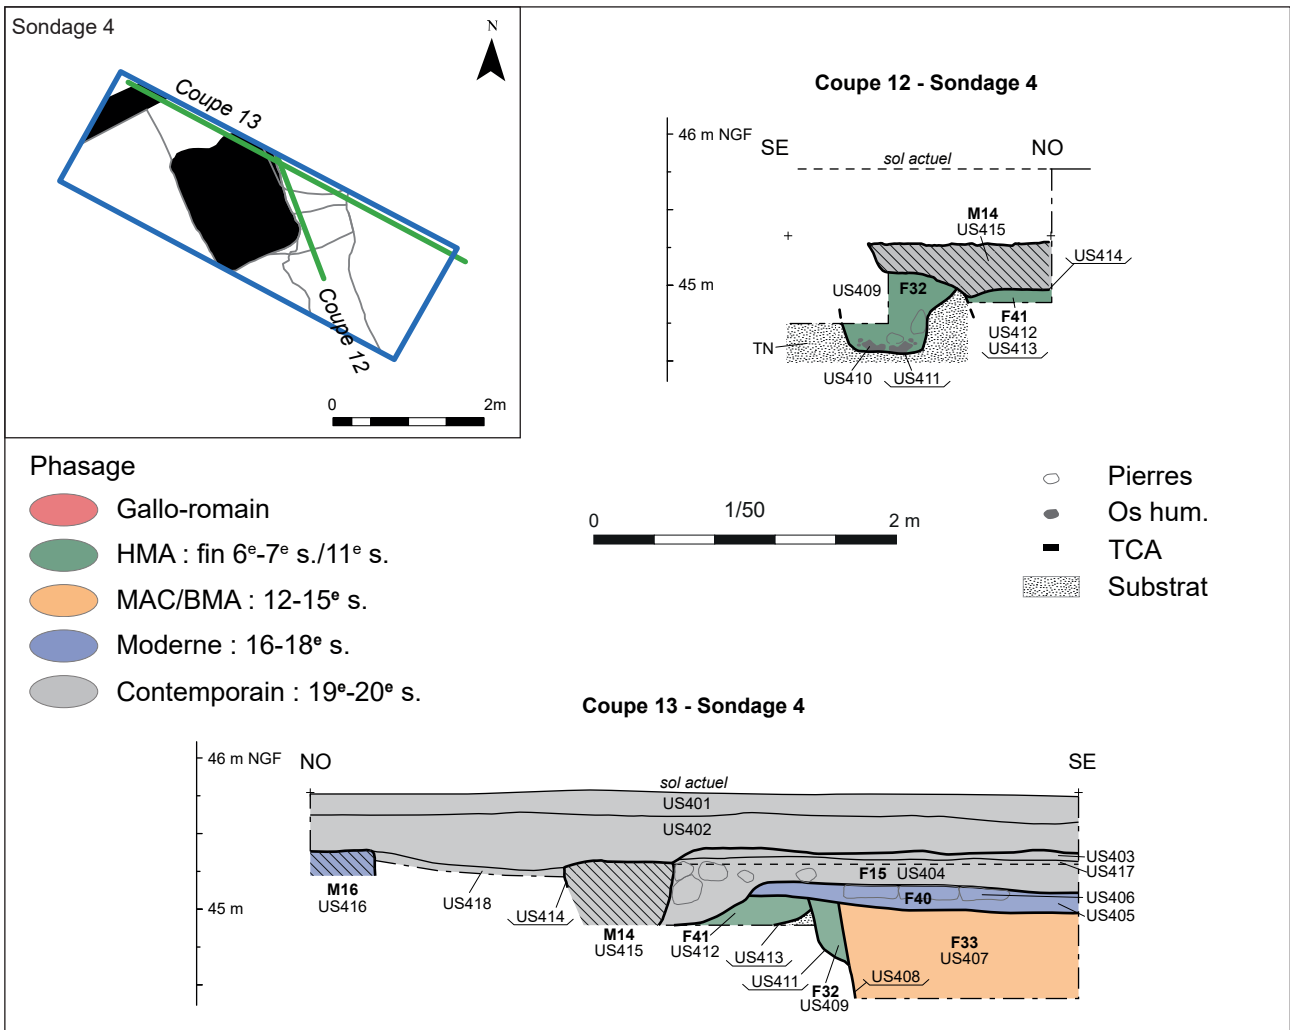 Sondage 4
N
Coupe 13
Coupe 12
0 2m
Coupe 12 - Sondage 4
46 m NGF
SE
NO
sol actuel
M14
US415
US414
45 m
US409
F32
F41
US412
US413
TN
US410
US411
Phasage
Gallo-romain
HMA : fin 6e-7e s./11e s.
MAC/BMA : 12-15e s.
Moderne : 16-18e s.
Contemporain : 19e-20e s.
0 1/50 2 m
Pierres
Os hum.
TCA
Substrat
Coupe 13 - Sondage 4
46 m NGF
NO
SE
sol actuel
US401
US402
US403
US417
F15 US404
US406
F40
US405
M16
US416
US418
US414
45 m
M14
US415
F41
US412
US413
US411
F32
US409
F33
US407
US408